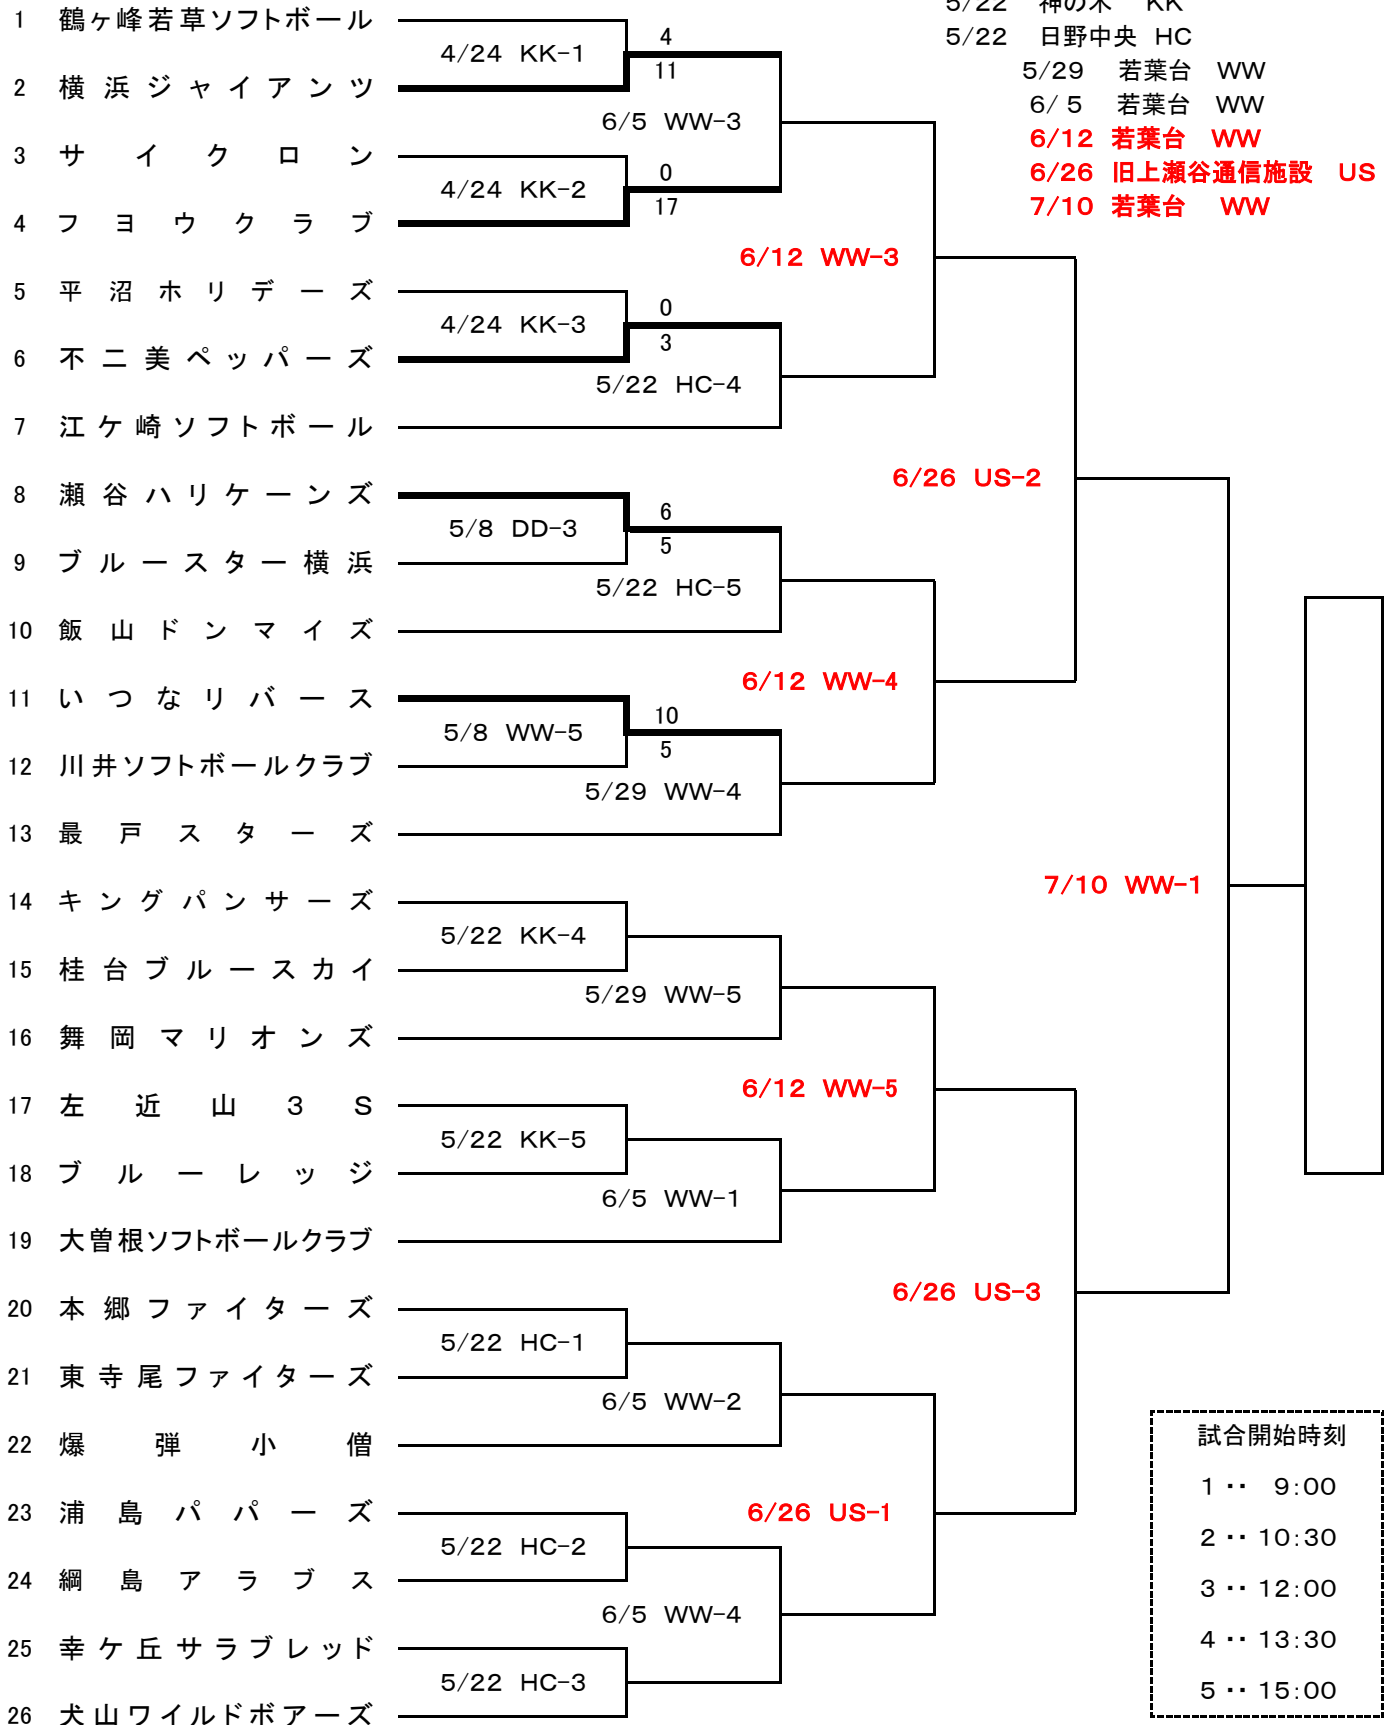 5/22 神の木 KK
5/22 日野中央 HC
5/29 若葉台 WW
6/ 5 若葉台 WW
6/12 若葉台 WW
6/26 旧上瀬谷通信施設 US
7/10 若葉台 WW
1 鶴ヶ峰若草ソフトボール
4/24 KK-1
4
11
2 横浜ジャイアンツ
6/5 WW-3
3 サイクロン
4/24 KK-2
0
17
4 フヨウクラブ
6/12 WW-3
5 平沼ホリデーズ
4/24 KK-3
0
3
6 不二美ペッパーズ
5/22 HC-4
7 江ケ崎ソフトボール
6/26 US-2
8 瀬谷ハリケーンズ
5/8 DD-3
6
5
9 ブルースター横浜
5/22 HC-5
10 飯山ドンマイズ
6/12 WW-4
11 いつなリバース
5/8 WW-5
10
5
12 川井ソフトボールクラブ
5/29 WW-4
13 最戸スターズ
7/10 WW-1
14 キングパンサーズ
5/22 KK-4
15 桂台ブルースカイ
5/29 WW-5
16 舞岡マリオンズ
6/12 WW-5
17 左近山3S
5/22 KK-5
18 ブルーレッジ
6/5 WW-1
19 大曽根ソフトボールクラブ
6/26 US-3
20 本郷ファイターズ
5/22 HC-1
21 東寺尾ファイターズ
6/5 WW-2
22 爆弾小僧
23 浦島パパーズ
6/26 US-1
5/22 HC-2
24 綱島アラブス
6/5 WW-4
25 幸ケ丘サラブレッド
5/22 HC-3
26 犬山ワイルドボアーズ
試合開始時刻
1 ‥ 9:00
2 ‥ 10:30
3 ‥ 12:00
4 ‥ 13:30
5 ‥ 15:00